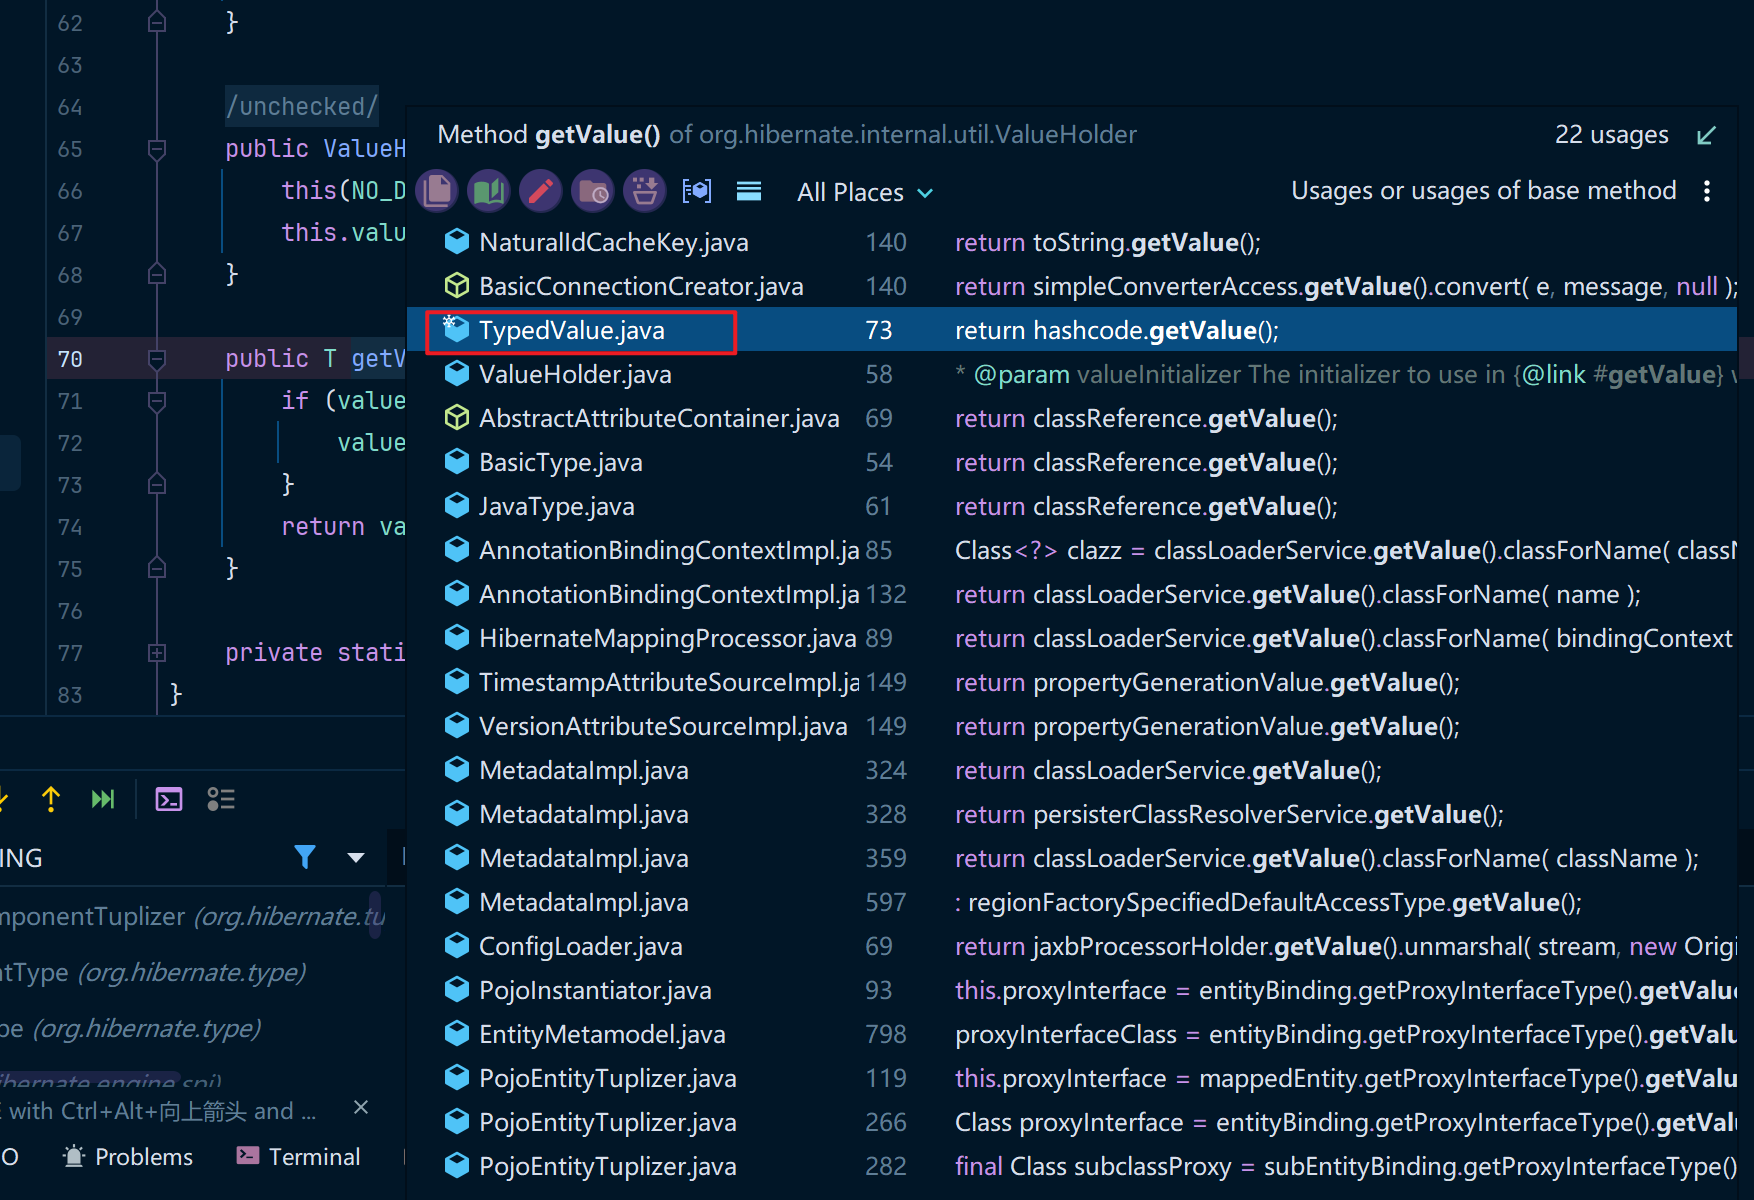 62 }
63
64 /unchecked/
65 public ValueH
66 this(NO_D
67 this.valu
68 }
69
70 public T getV
71 if (value
72 value
73 }
74 return va
75 }
76
77 private stati
83 }
Method getValue() of org.hibernate.internal.util.ValueHolder 22 usages
All Places Usages or usages of base method
NaturalIdCacheKey.java 140 return toString.getValue();
BasicConnectionCreator.java 140 return simpleConverterAccess.getValue().convert( e, message, null );
TypedValue.java 73 return hashcode.getValue();
ValueHolder.java 58 * @param valueInitializer The initializer to use in {@link #getValue} v
AbstractAttributeContainer.java 69 return classReference.getValue();
BasicType.java 54 return classReference.getValue();
JavaType.java 61 return classReference.getValue();
AnnotationBindingContextImpl.ja 85 Class<?> clazz = classLoaderService.getValue().classForName( classN
AnnotationBindingContextImpl.ja 132 return classLoaderService.getValue().classForName( name );
HibernateMappingProcessor.java 89 return classLoaderService.getValue().classForName( bindingContext
TimestampAttributeSourceImpl.ja 149 return propertyGenerationValue.getValue();
VersionAttributeSourceImpl.java 149 return propertyGenerationValue.getValue();
MetadataImpl.java 324 return classLoaderService.getValue();
MetadataImpl.java 328 return persisterClassResolverService.getValue();
MetadataImpl.java 359 return classLoaderService.getValue().classForName( className );
MetadataImpl.java 597 : regionFactorySpecifiedDefaultAccessType.getValue();
ConfigLoader.java 69 return jaxbProcessorHolder.getValue().unmarshal( stream, new Origi
PojoInstantiator.java 93 this.proxyInterface = entityBinding.getProxyInterfaceType().getValue
EntityMetamodel.java 798 proxyInterfaceClass = entityBinding.getProxyInterfaceType().getValu
PojoEntityTuplizer.java 119 this.proxyInterface = mappedEntity.getProxyInterfaceType().getValu
PojoEntityTuplizer.java 266 Class proxyInterface = entityBinding.getProxyInterfaceType().getValu
PojoEntityTuplizer.java 282 final Class subclassProxy = subEntityBinding.getProxyInterfaceType()
ING
mponentTuplizer (org.hibernate.tu
ntType (org.hibernate.type)
pe (org.hibernate.type)
ibernate.engine.spi)
E with Ctrl+Alt+向上箭头 and ...
O Problems Terminal